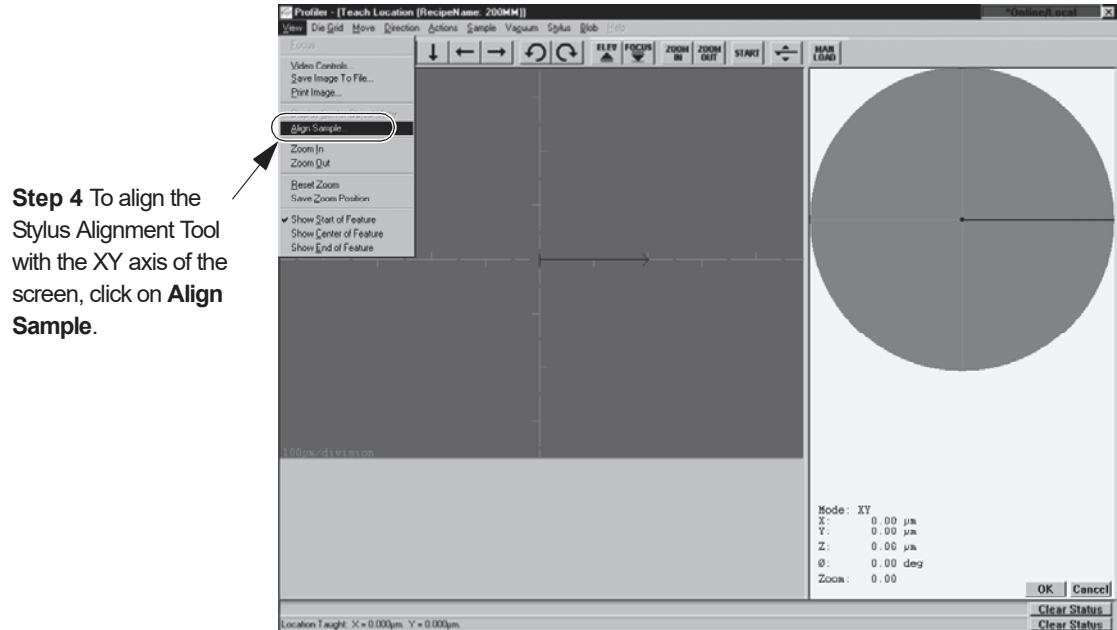 Profiler - [Teach Location [RecipeName: 200MM]]
*Online/Local
View Die Grid Move Direction Actions Sample Vacuum Stylus Blob Help
ELEV FOCUS ZOOM IN ZOOM OUT START MAN LOAD
Focus
Video Controls...
Save Image To File...
Print Image...
Align Sample...
Zoom In
Zoom Out
Reset Zoom
Save Zoom Position
Show Start of Feature
Show Center of Feature
Show End of Feature
Step 4 To align the
Stylus Alignment Tool
with the XY axis of the
screen, click on Align
Sample.
100µm/division
Mode: XY
X: 0.00 µm
Y: 0.00 µm
Z: 0.00 µm
Ø: 0.00 deg
Zoom: 0.00
OK Cancel
Clear Status
Location Taught: X = 0.000µm Y = 0.000µm
Clear Status